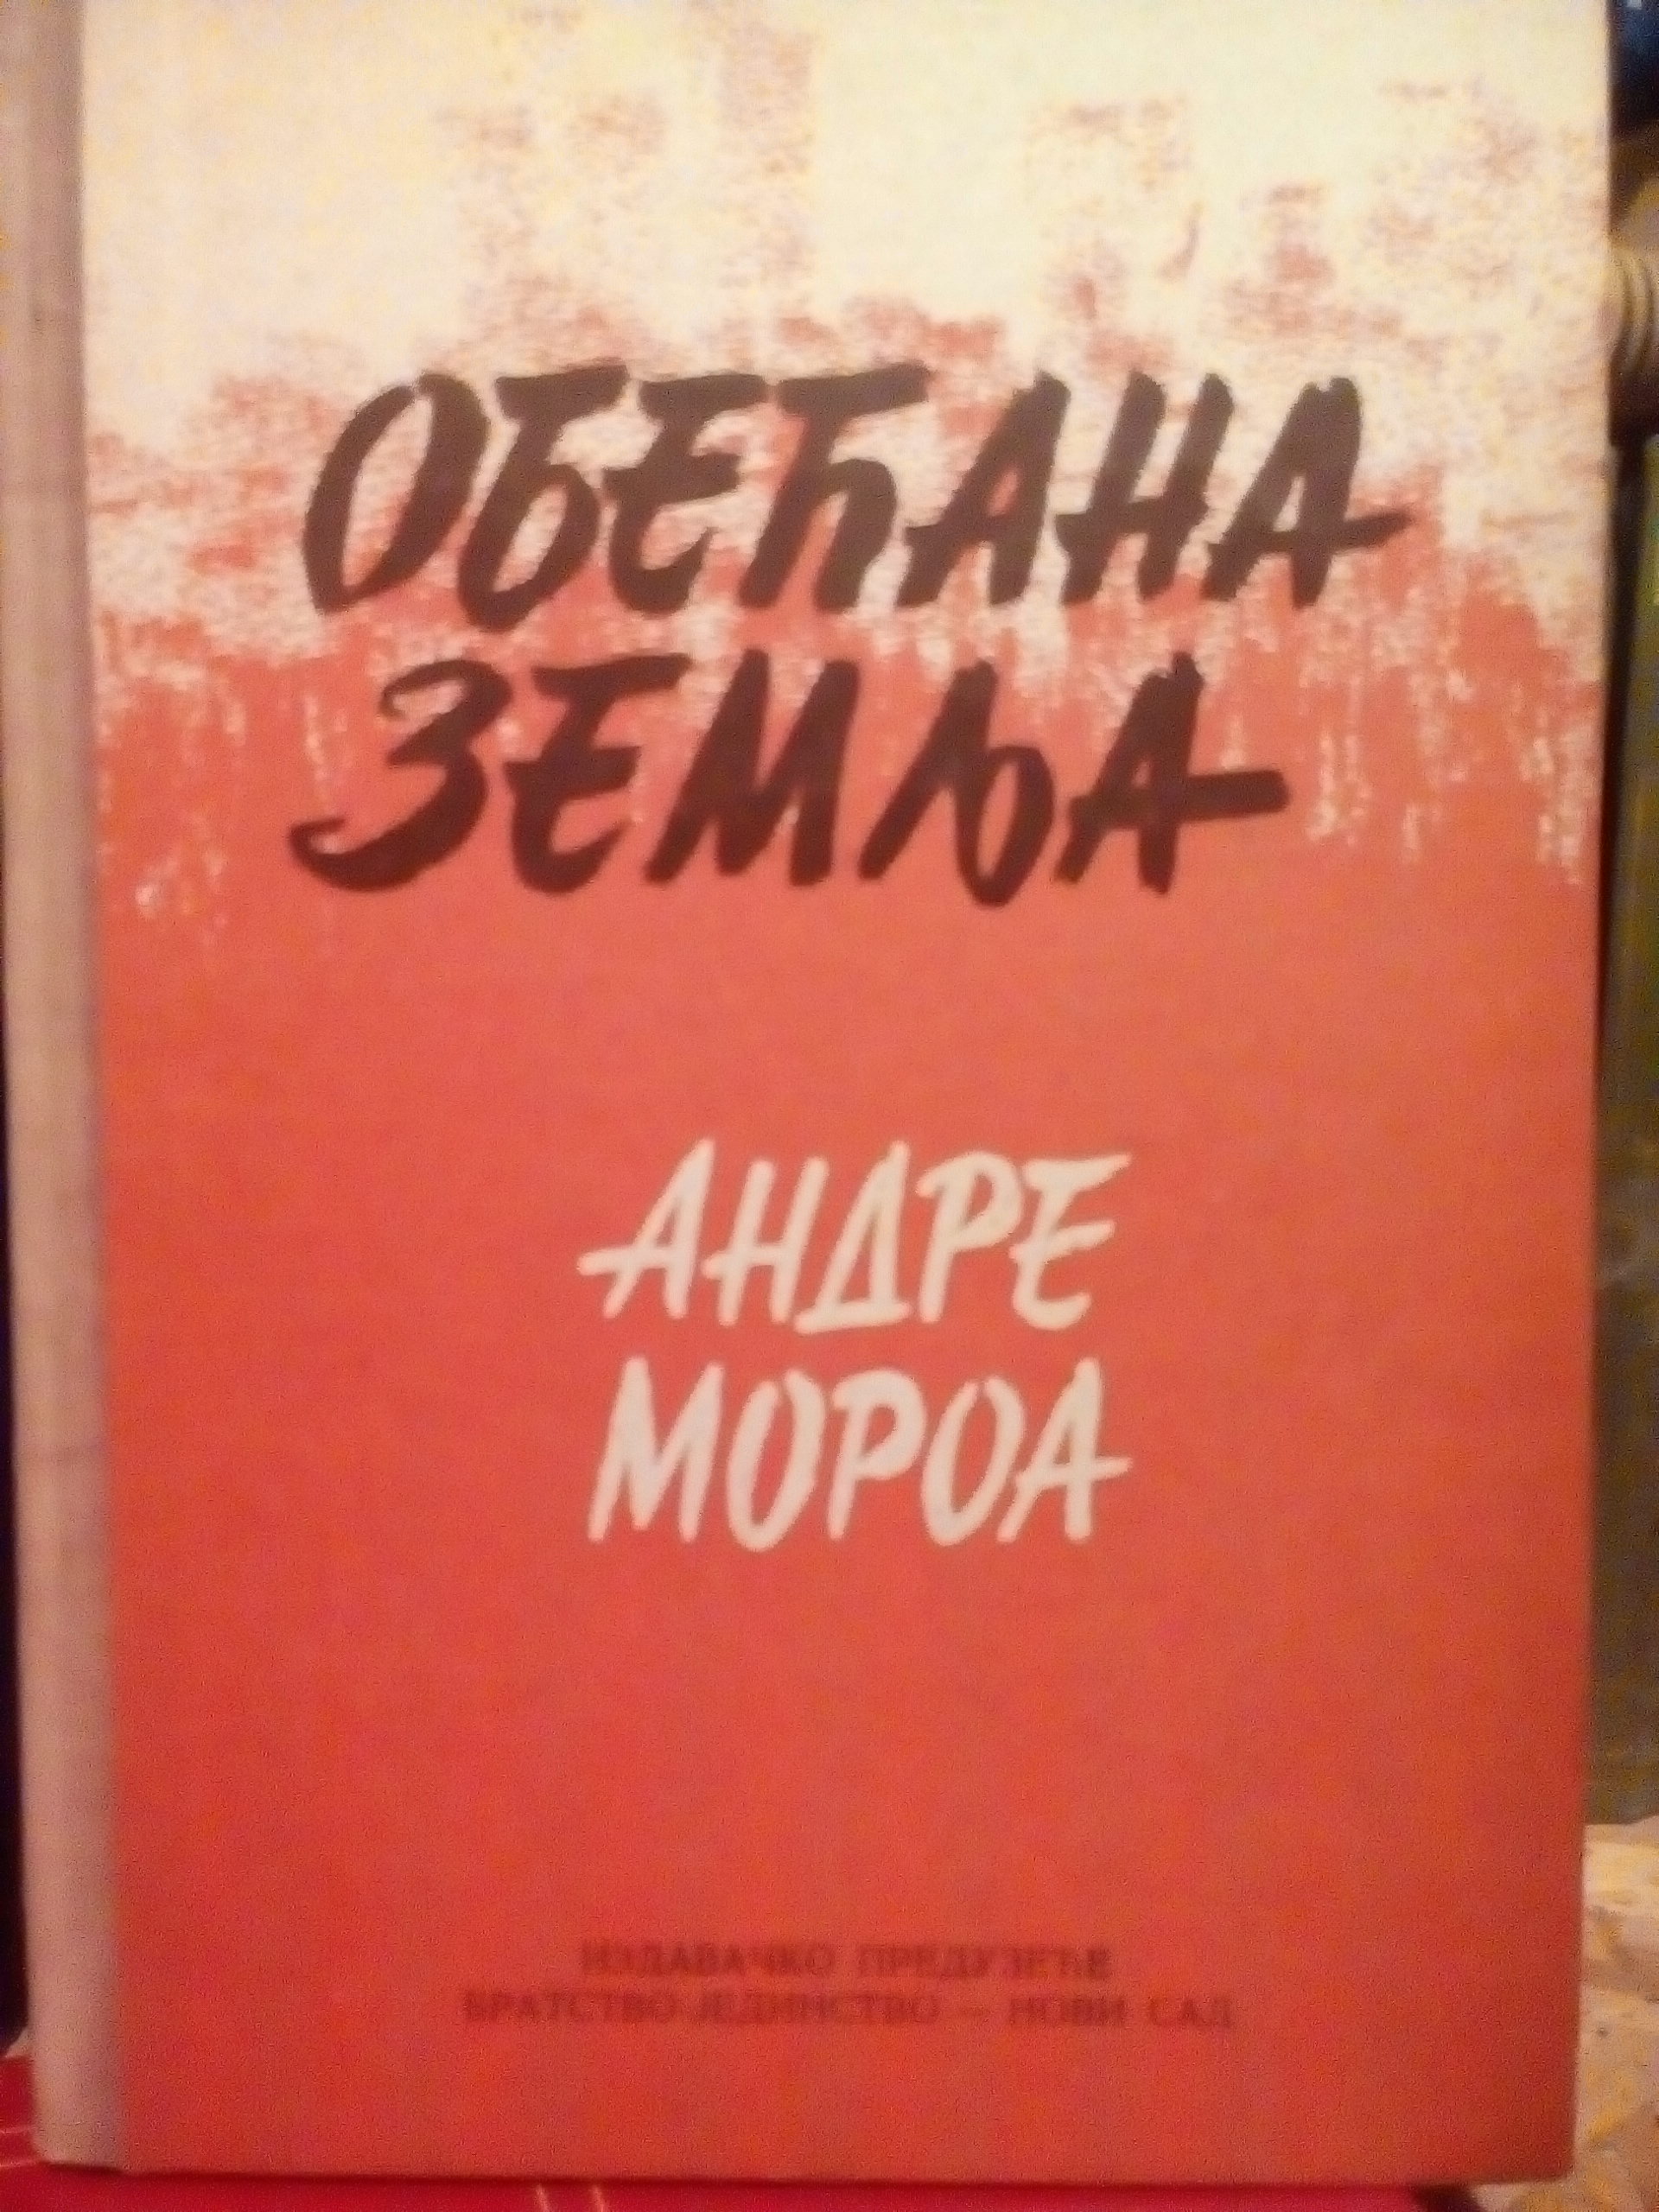 ОБЕЋАНА
ЗЕМЉА
АНДРЕ
МОРОА
ИЗДАВАЧКО ПРЕДУЗЕЋЕ
БРАТСТВО-ЈЕДИНСТВО — НОВИ САД